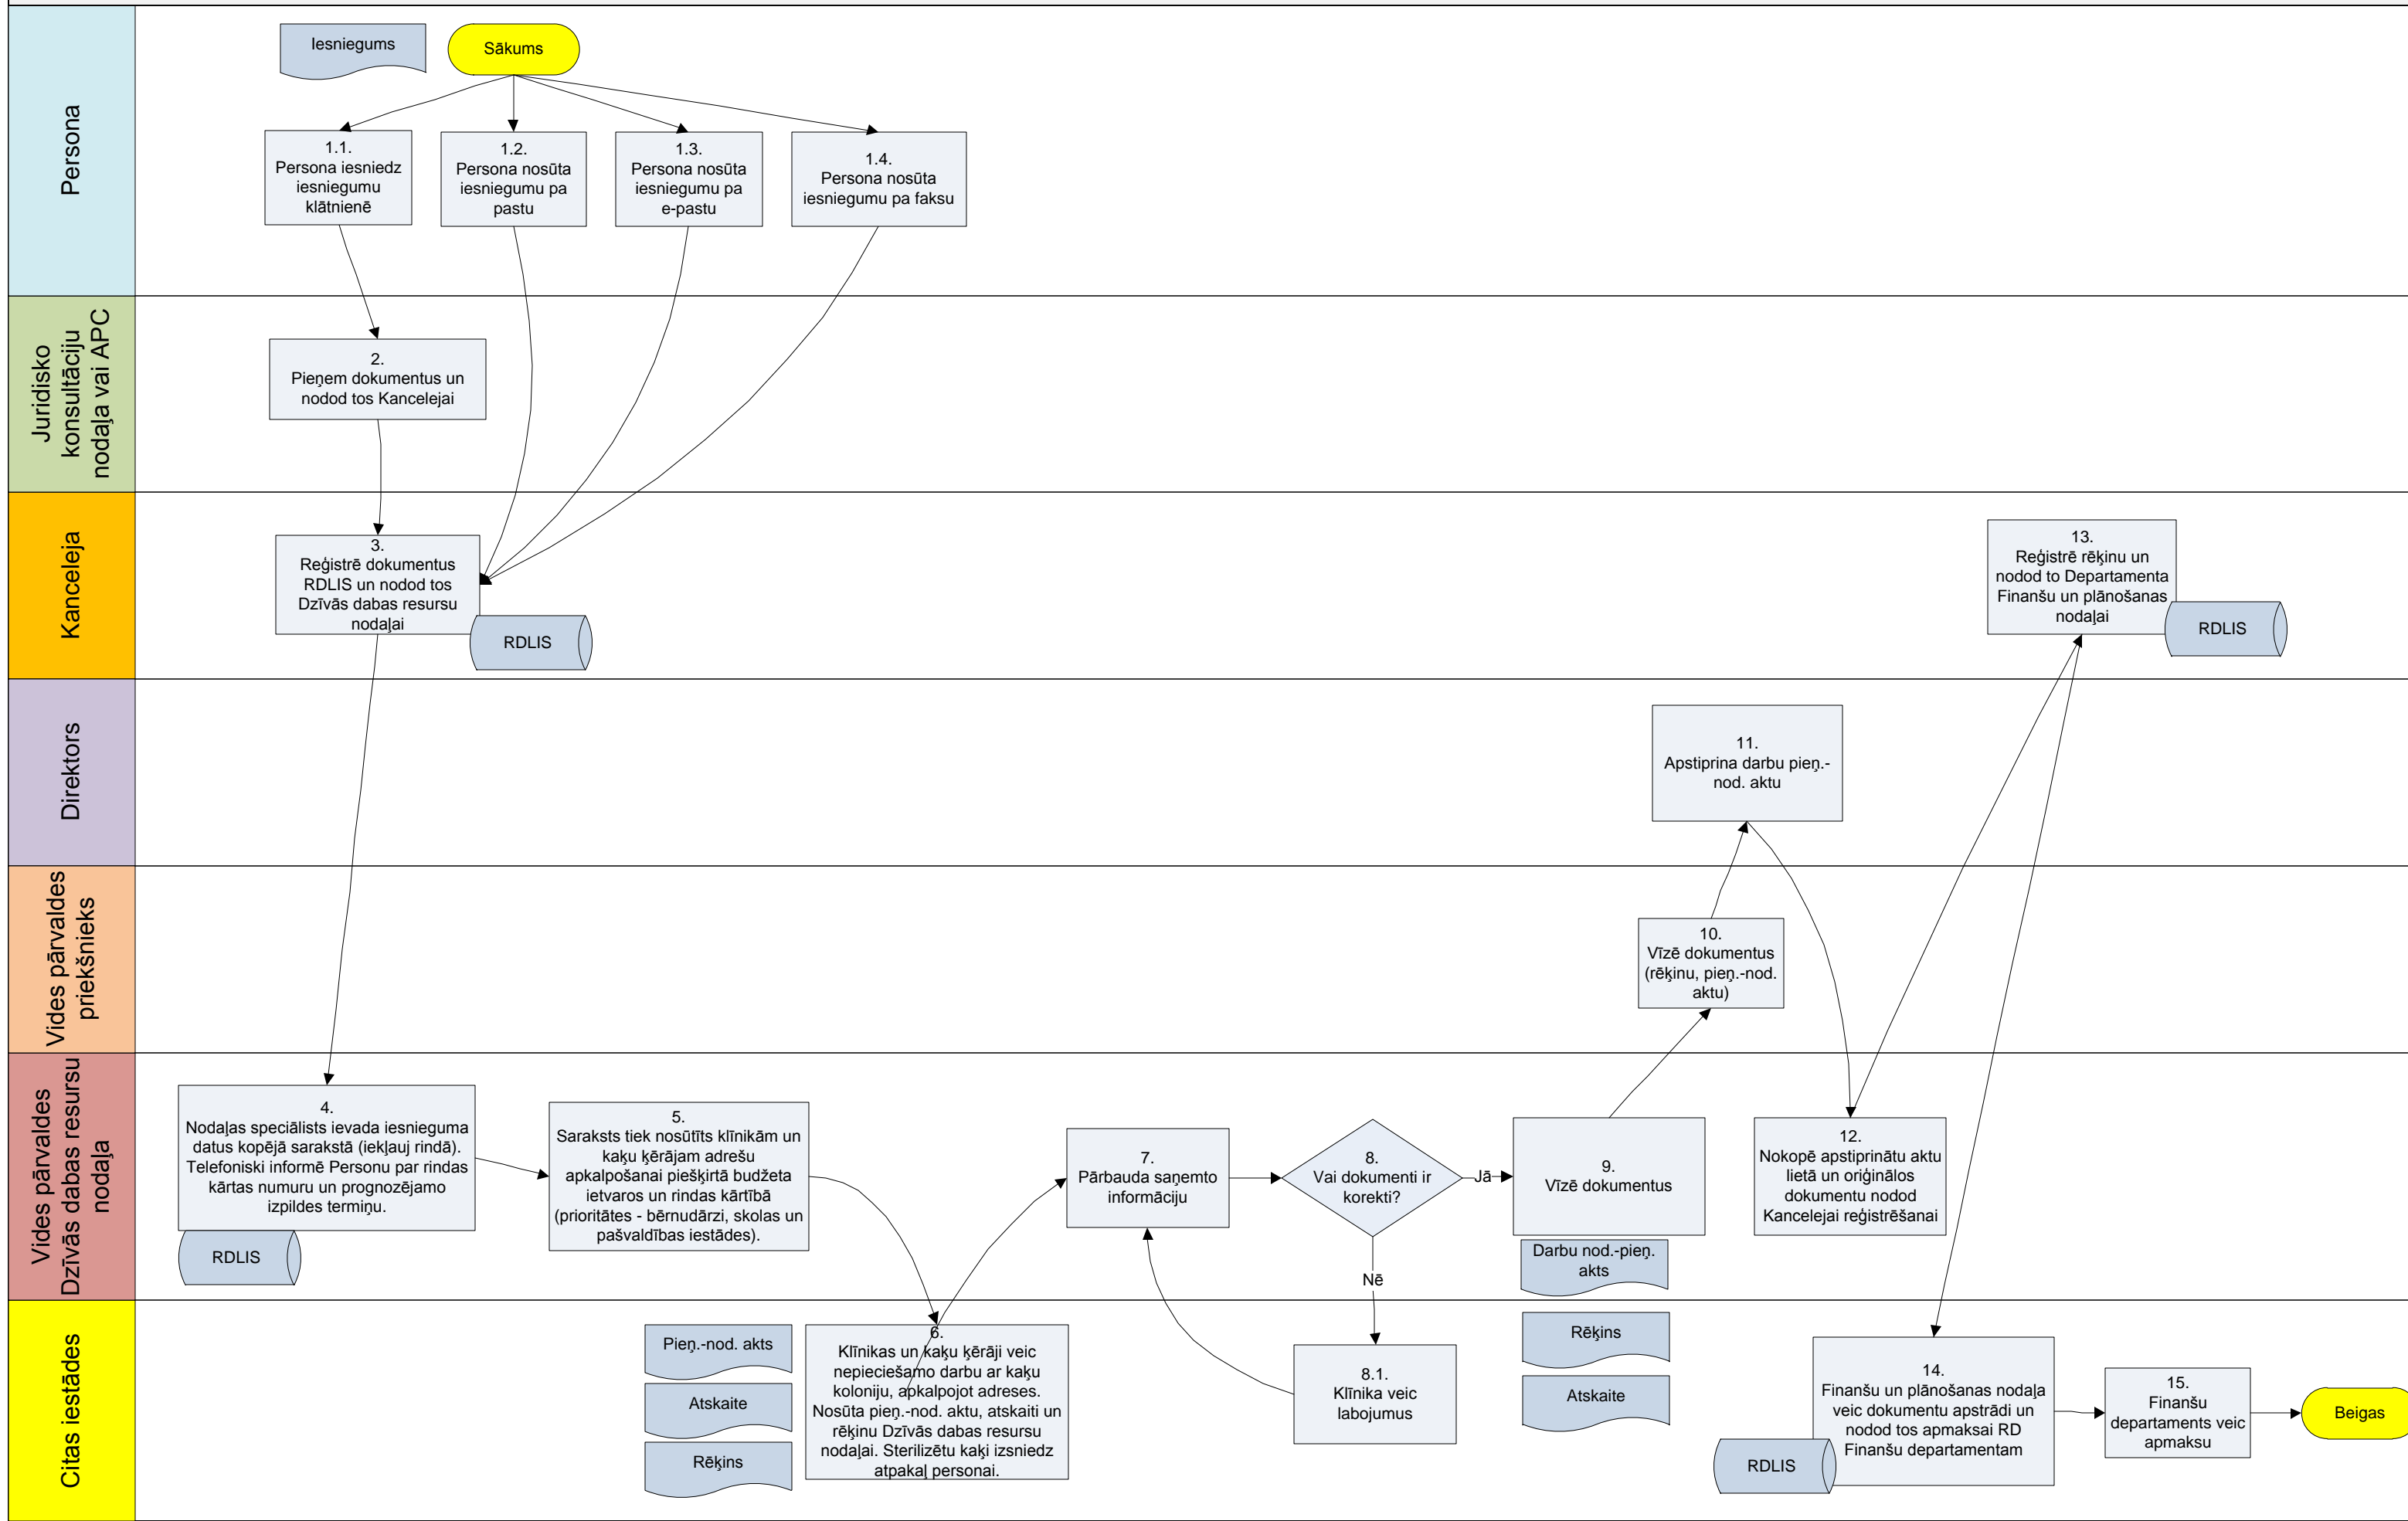 Persona
Iesniegums
Sākums
1.1.
Persona iesniedz
iesniegumu
klātnienē
1.2.
Persona nosūta
iesniegumu pa
pastu
1.3.
Persona nosūta
iesniegumu pa
e-pastu
1.4.
Persona nosūta
iesniegumu pa faksu
Juridisko
konsultāciju
nodaļa vai APC
2.
Pieņem dokumentus un
nodod tos Kancelejai
Kanceleja
3.
Reģistrē dokumentus
RDLIS un nodod tos
Dzīvās dabas resursu
nodaļai
RDLIS
13.
Reģistrē rēķinu un
nodod to Departamenta
Finanšu un plānošanas
nodaļai
RDLIS
Direktors
11.
Apstiprina darbu pieņ.-
nod. aktu
Vides pārvaldes
priekšnieks
10.
Vīzē dokumentus
(rēķinu, pieņ.-nod.
aktu)
Vides pārvaldes
Dzīvās dabas resursu
nodaļa
4.
Nodaļas speciālists ievada iesnieguma
datus kopējā sarakstā (iekļauj rindā).
Telefoniski informē Personu par rindas
kārtas numuru un prognozējamo
izpildes termiņu.
RDLIS
5.
Saraksts tiek nosūtīts klīnikām un
kaķu ķērājam adrešu
apkalpošanai piešķirtā budžeta
ietvaros un rindas kārtībā
(prioritātes - bērnudārzi, skolas un
pašvaldības iestādes).
7.
Pārbauda saņemto
informāciju
8.
Vai dokumenti ir
korekti?
Jā
Nē
9.
Vīzē dokumentus
Darbu nod.-pieņ.
akts
12.
Nokopē apstiprinātu aktu
lietā un oriģinālos
dokumentu nodod
Kancelejai reģistrēšanai
Citas iestādes
Pieņ.-nod. akts
Atskaite
Rēķins
6.
Klīnikas un kaķu ķērāji veic
nepieciešamo darbu ar kaķu
koloniju, apkalpojot adreses.
Nosūta pieņ.-nod. aktu, atskaiti un
rēķinu Dzīvās dabas resursu
nodaļai. Sterilizētu kaķi izsniedz
atpakaļ personai.
8.1.
Klīnika veic
labojumus
Rēķins
Atskaite
14.
Finanšu un plānošanas nodaļa
veic dokumentu apstrādi un
nodod tos apmaksai RD
Finanšu departamentam
RDLIS
15.
Finanšu
departaments veic
apmaksu
Beigas